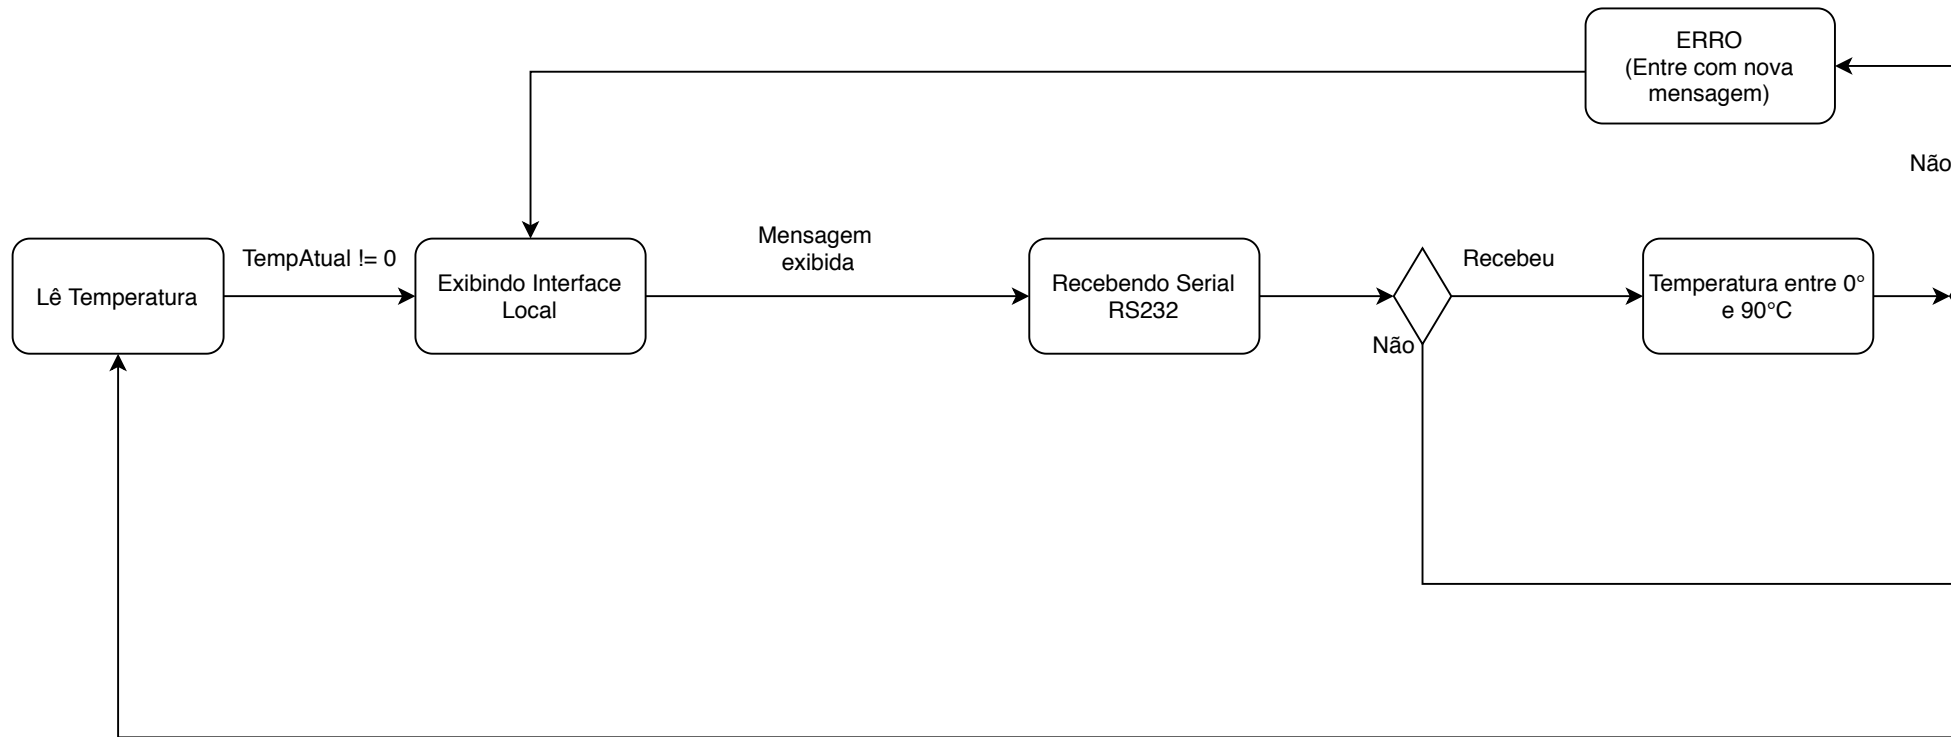 ERRO
(Entre com nova
mensagem)
Não
Lê Temperatura
TempAtual != 0
Exibindo Interface
Local
Mensagem
exibida
Recebendo Serial
RS232
Recebeu
Não
Temperatura entre 0°
e 90°C